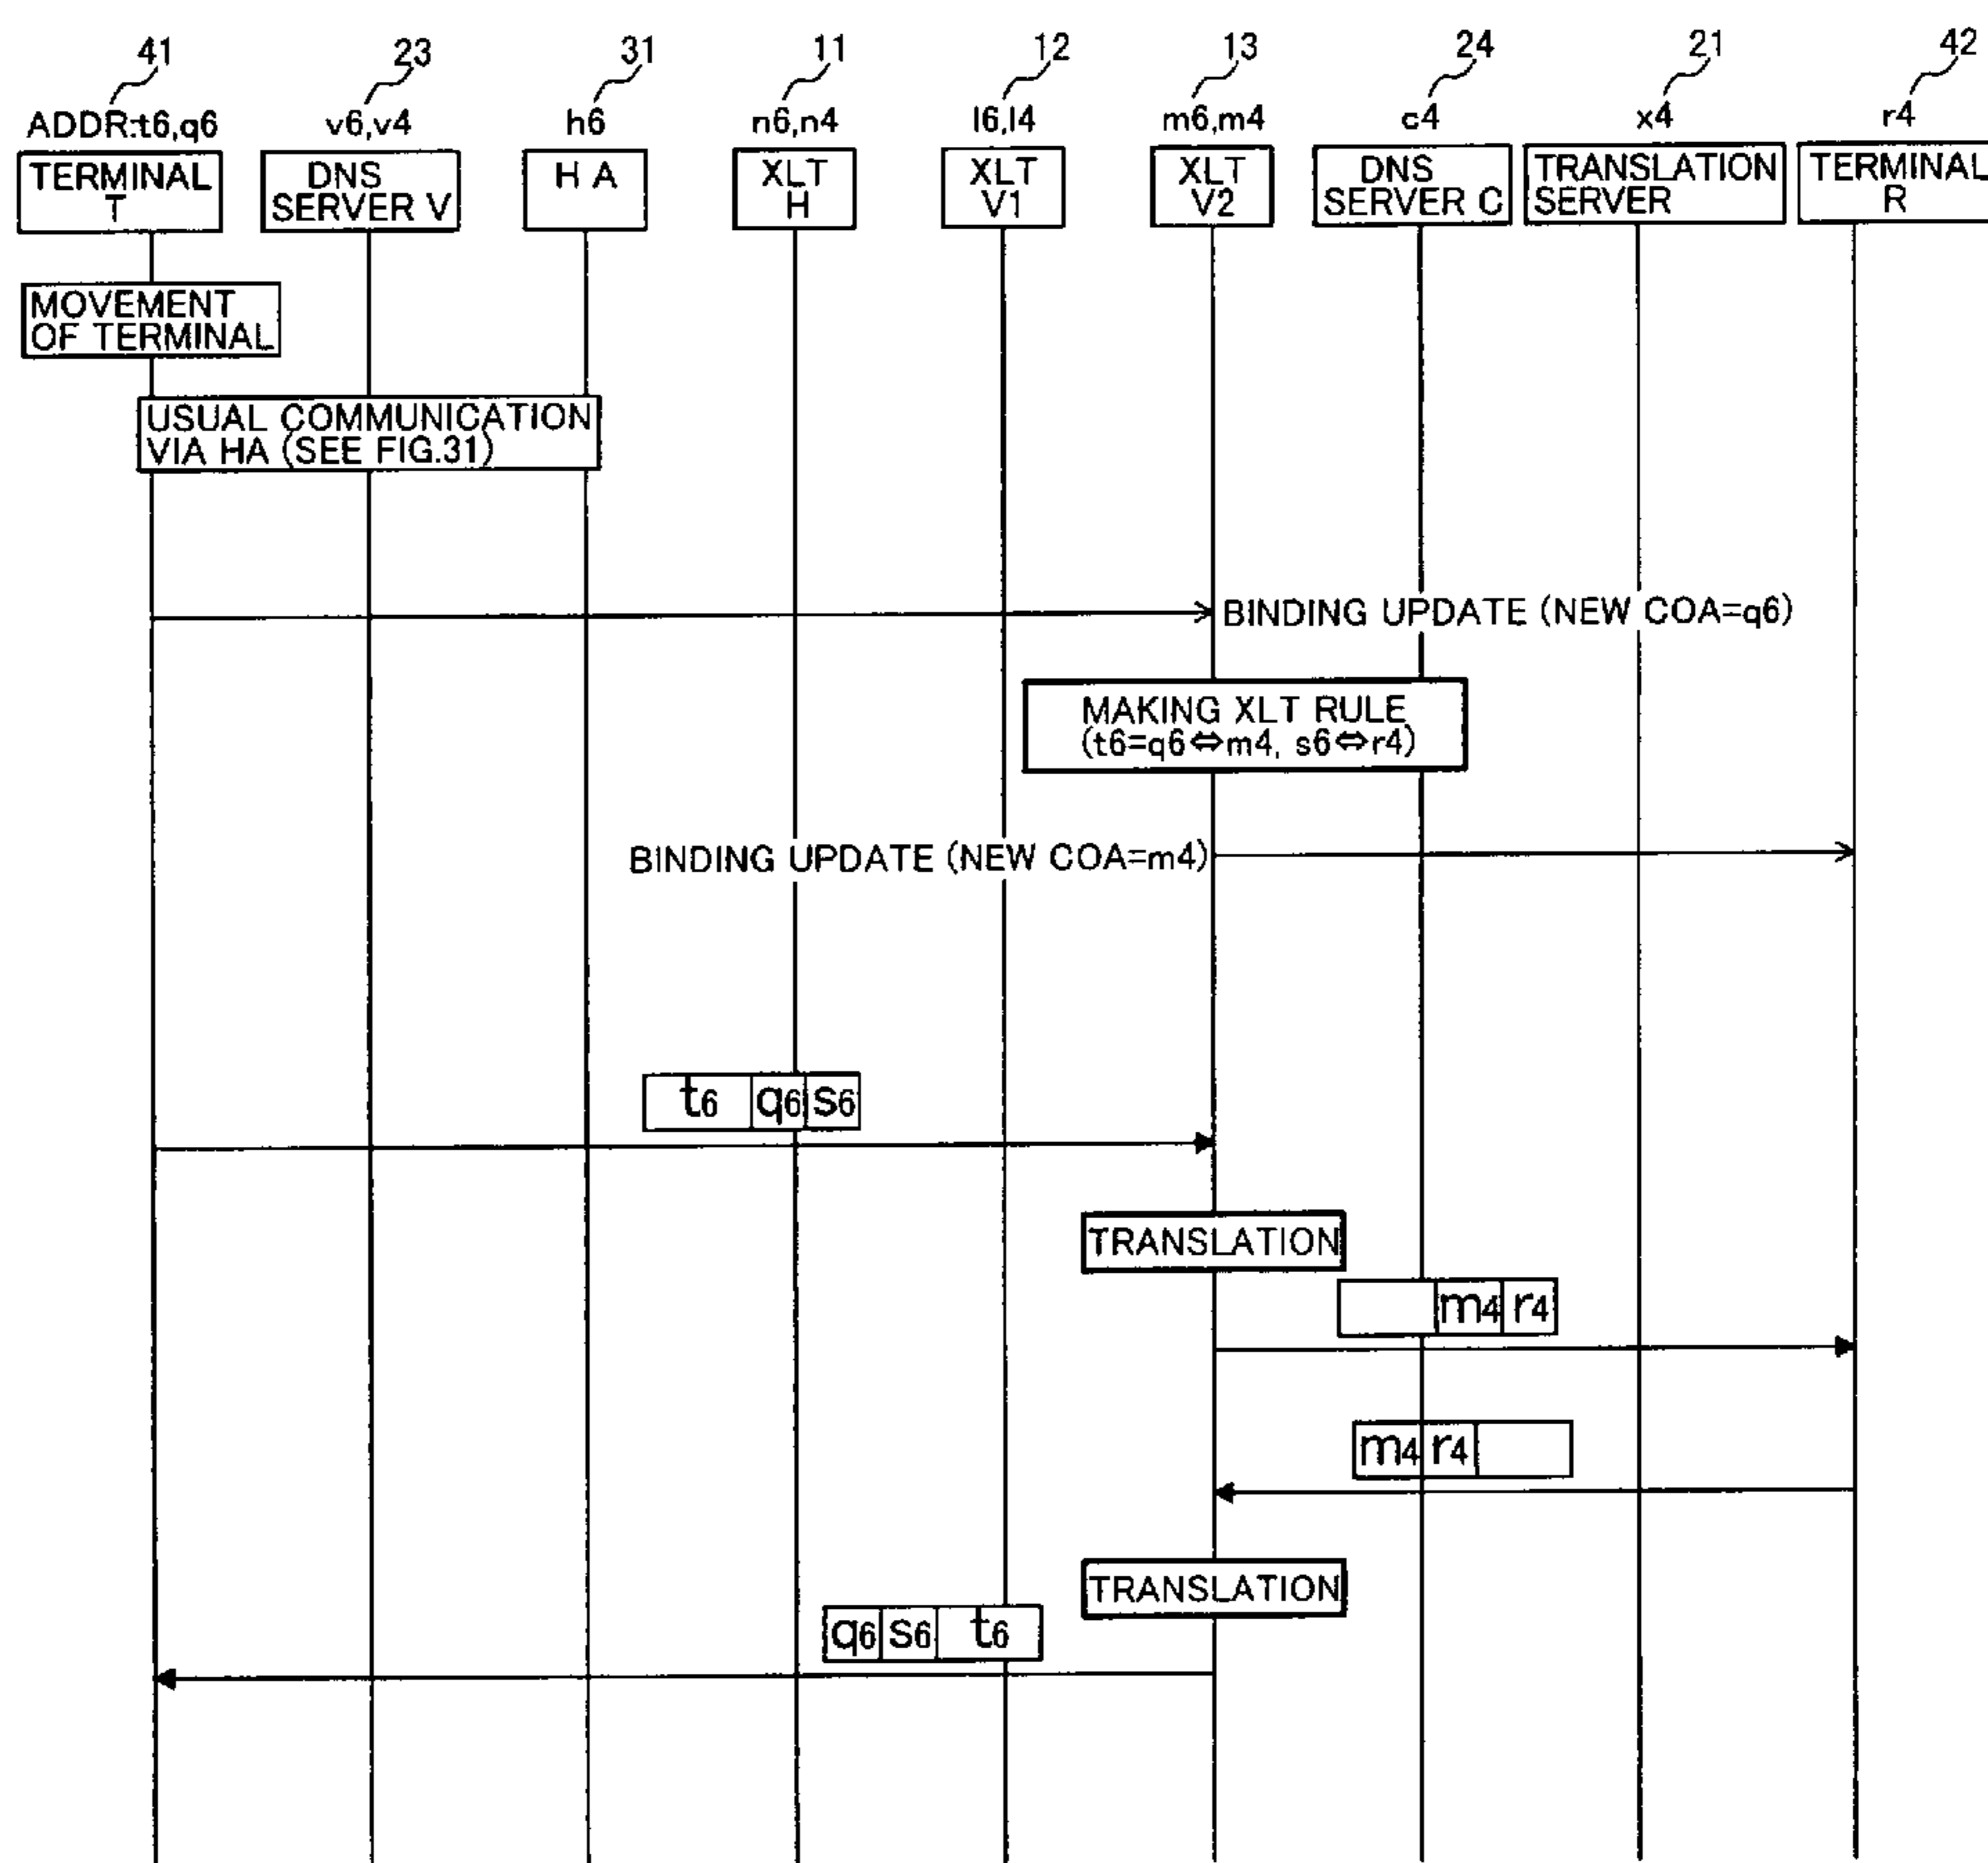 41 23 31 11 12 13 24 21 42
ADDR:t6,q6 v6,v4 h6 n6,n4 l6,l4 m6,m4 c4 x4 r4
TERMINAL
T
DNS
SERVER V
H A
XLT
H
XLT
V1
XLT
V2
DNS
SERVER C
TRANSLATION
SERVER
TERMINAL
R
MOVEMENT
OF TERMINAL
USUAL COMMUNICATION
VIA HA (SEE FIG.31)
BINDING UPDATE (NEW COA=q6)
MAKING XLT RULE
(t6=q6⇔m4, s6⇔r4)
BINDING UPDATE (NEW COA=m4)
t6 q6 s6
TRANSLATION
m4 r4
m4 r4
TRANSLATION
q6 s6 t6